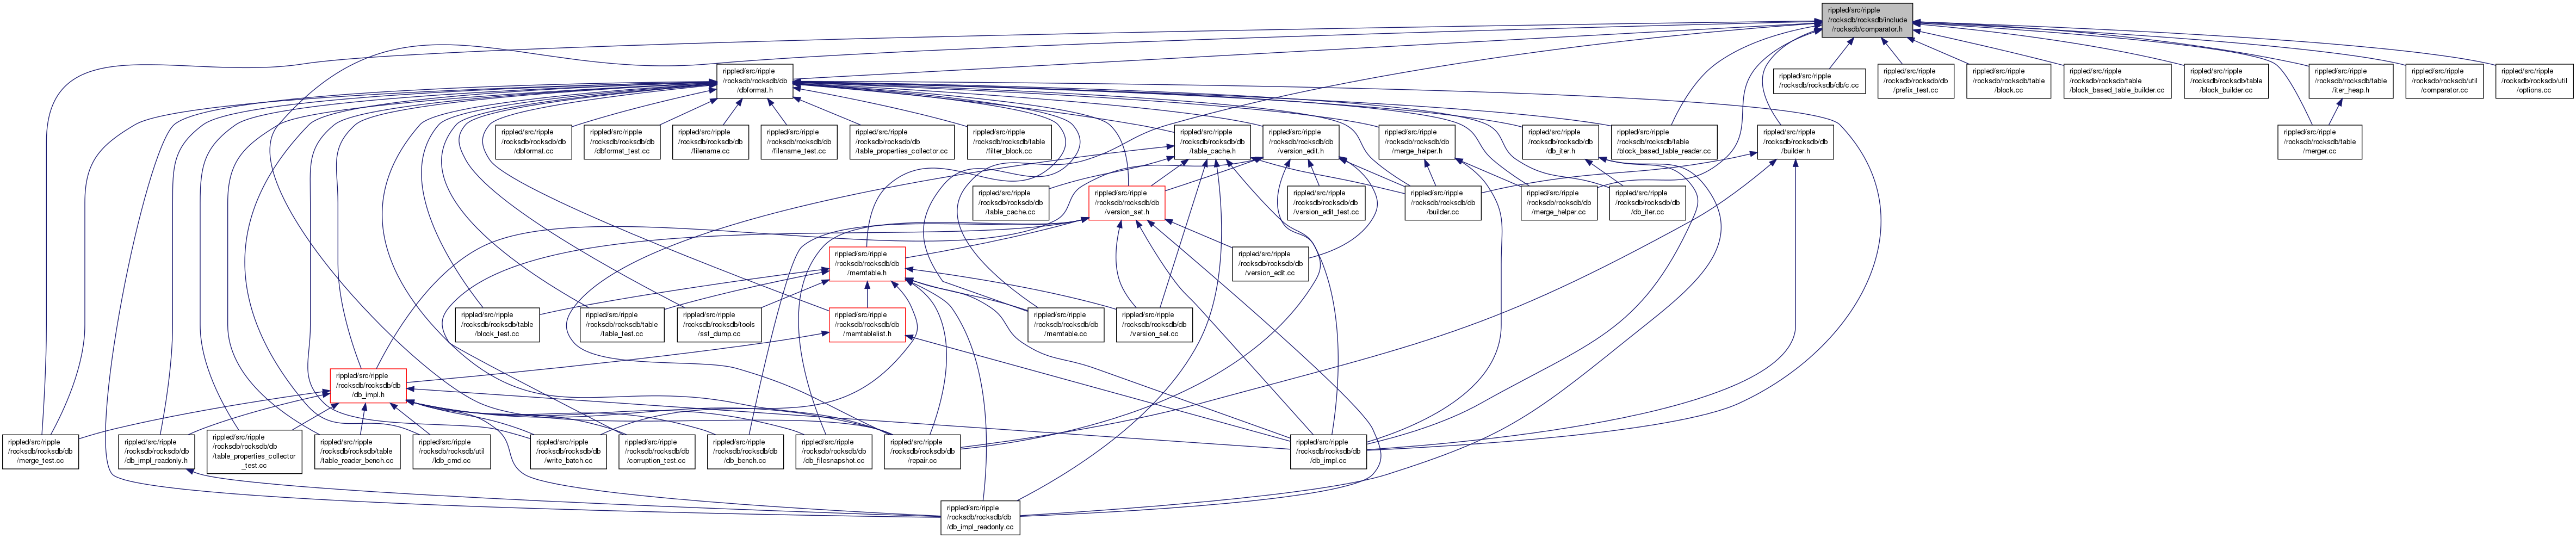 rippled/src/ripple
/rocksdb/rocksdb/include
/rocksdb/comparator.h
rippled/src/ripple
/rocksdb/rocksdb/db
/dbformat.h
rippled/src/ripple
/rocksdb/rocksdb/db/c.cc
rippled/src/ripple
/rocksdb/rocksdb/db
/prefix_test.cc
rippled/src/ripple
/rocksdb/rocksdb/table
/block.cc
rippled/src/ripple
/rocksdb/rocksdb/table
/block_based_table_builder.cc
rippled/src/ripple
/rocksdb/rocksdb/table
/block_builder.cc
rippled/src/ripple
/rocksdb/rocksdb/table
/iter_heap.h
rippled/src/ripple
/rocksdb/rocksdb/util
/comparator.cc
rippled/src/ripple
/rocksdb/rocksdb/util
/options.cc
rippled/src/ripple
/rocksdb/rocksdb/db
/dbformat.cc
rippled/src/ripple
/rocksdb/rocksdb/db
/dbformat_test.cc
rippled/src/ripple
/rocksdb/rocksdb/db
/filename.cc
rippled/src/ripple
/rocksdb/rocksdb/db
/filename_test.cc
rippled/src/ripple
/rocksdb/rocksdb/db
/table_properties_collector.cc
rippled/src/ripple
/rocksdb/rocksdb/table
/filter_block.cc
rippled/src/ripple
/rocksdb/rocksdb/db
/table_cache.h
rippled/src/ripple
/rocksdb/rocksdb/db
/version_edit.h
rippled/src/ripple
/rocksdb/rocksdb/db
/merge_helper.h
rippled/src/ripple
/rocksdb/rocksdb/db
/db_iter.h
rippled/src/ripple
/rocksdb/rocksdb/table
/block_based_table_reader.cc
rippled/src/ripple
/rocksdb/rocksdb/db
/builder.h
rippled/src/ripple
/rocksdb/rocksdb/table
/merger.cc
rippled/src/ripple
/rocksdb/rocksdb/db
/table_cache.cc
rippled/src/ripple
/rocksdb/rocksdb/db
/version_set.h
rippled/src/ripple
/rocksdb/rocksdb/db
/version_edit_test.cc
rippled/src/ripple
/rocksdb/rocksdb/db
/builder.cc
rippled/src/ripple
/rocksdb/rocksdb/db
/merge_helper.cc
rippled/src/ripple
/rocksdb/rocksdb/db
/db_iter.cc
rippled/src/ripple
/rocksdb/rocksdb/db
/memtable.h
rippled/src/ripple
/rocksdb/rocksdb/db
/version_edit.cc
rippled/src/ripple
/rocksdb/rocksdb/table
/block_test.cc
rippled/src/ripple
/rocksdb/rocksdb/table
/table_test.cc
rippled/src/ripple
/rocksdb/rocksdb/tools
/sst_dump.cc
rippled/src/ripple
/rocksdb/rocksdb/db
/memtablelist.h
rippled/src/ripple
/rocksdb/rocksdb/db
/memtable.cc
rippled/src/ripple
/rocksdb/rocksdb/db
/version_set.cc
rippled/src/ripple
/rocksdb/rocksdb/db
/db_impl.h
rippled/src/ripple
/rocksdb/rocksdb/db
/merge_test.cc
rippled/src/ripple
/rocksdb/rocksdb/db
/db_impl_readonly.h
rippled/src/ripple
/rocksdb/rocksdb/db
/table_properties_collector
_test.cc
rippled/src/ripple
/rocksdb/rocksdb/table
/table_reader_bench.cc
rippled/src/ripple
/rocksdb/rocksdb/util
/ldb_cmd.cc
rippled/src/ripple
/rocksdb/rocksdb/db
/write_batch.cc
rippled/src/ripple
/rocksdb/rocksdb/db
/corruption_test.cc
rippled/src/ripple
/rocksdb/rocksdb/db
/db_bench.cc
rippled/src/ripple
/rocksdb/rocksdb/db
/db_filesnapshot.cc
rippled/src/ripple
/rocksdb/rocksdb/db
/repair.cc
rippled/src/ripple
/rocksdb/rocksdb/db
/db_impl.cc
rippled/src/ripple
/rocksdb/rocksdb/db
/db_impl_readonly.cc